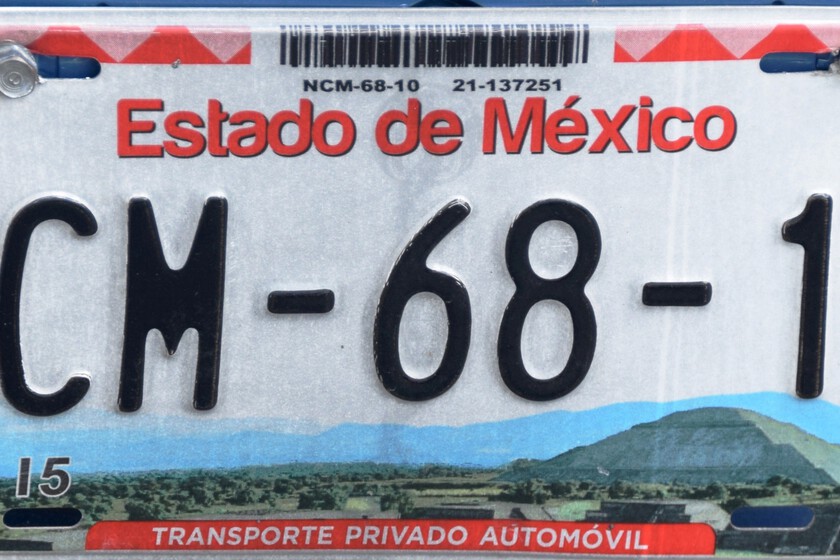 NCM-68-10 21-137251
Estado de México
CM-68-1
15
TRANSPORTE PRIVADO AUTOMÓVIL